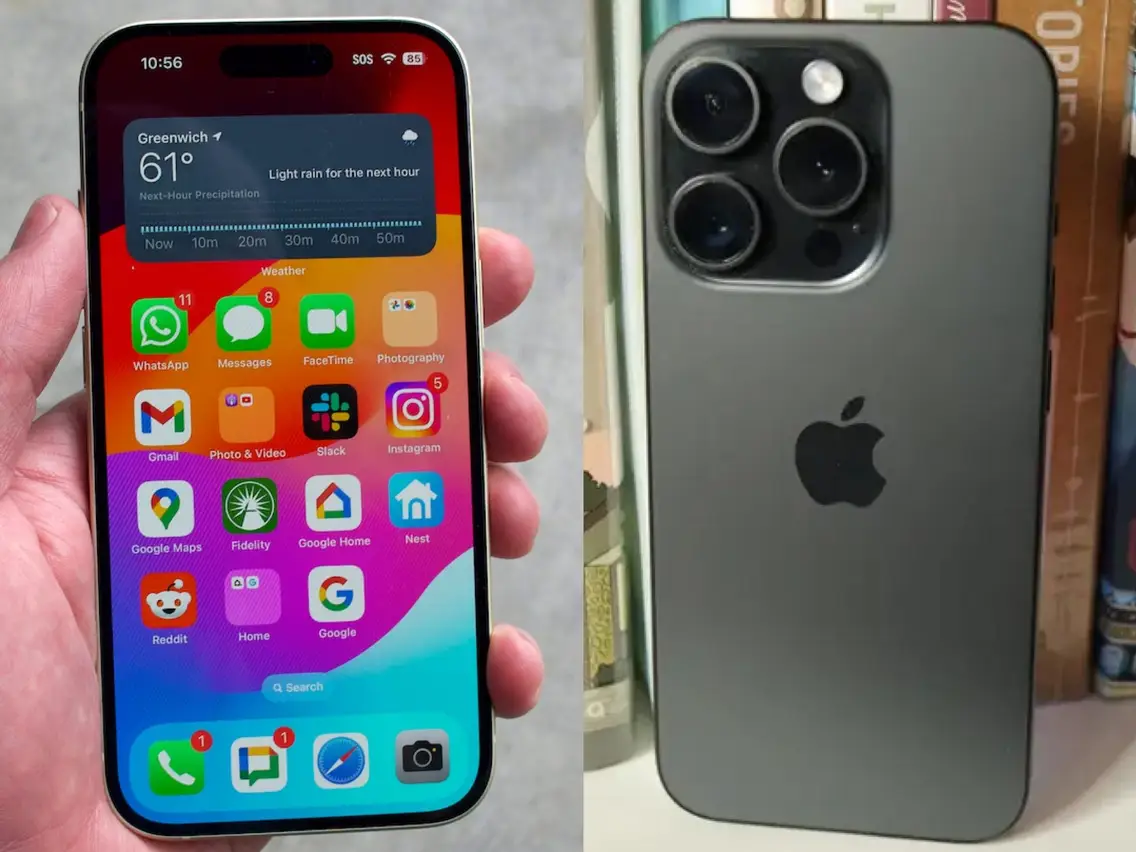 10:56 SOS 85
Greenwich
61°
Light rain for the next hour
Next-Hour Precipitation
Now 10m 20m 30m 40m 50m
Weather
11 8
WhatsApp Messages FaceTime Photography
5
Gmail Photo & Video Slack Instagram
Google Maps Fidelity Google Home Nest
Reddit Home Google
Search
1 1
TOPICS